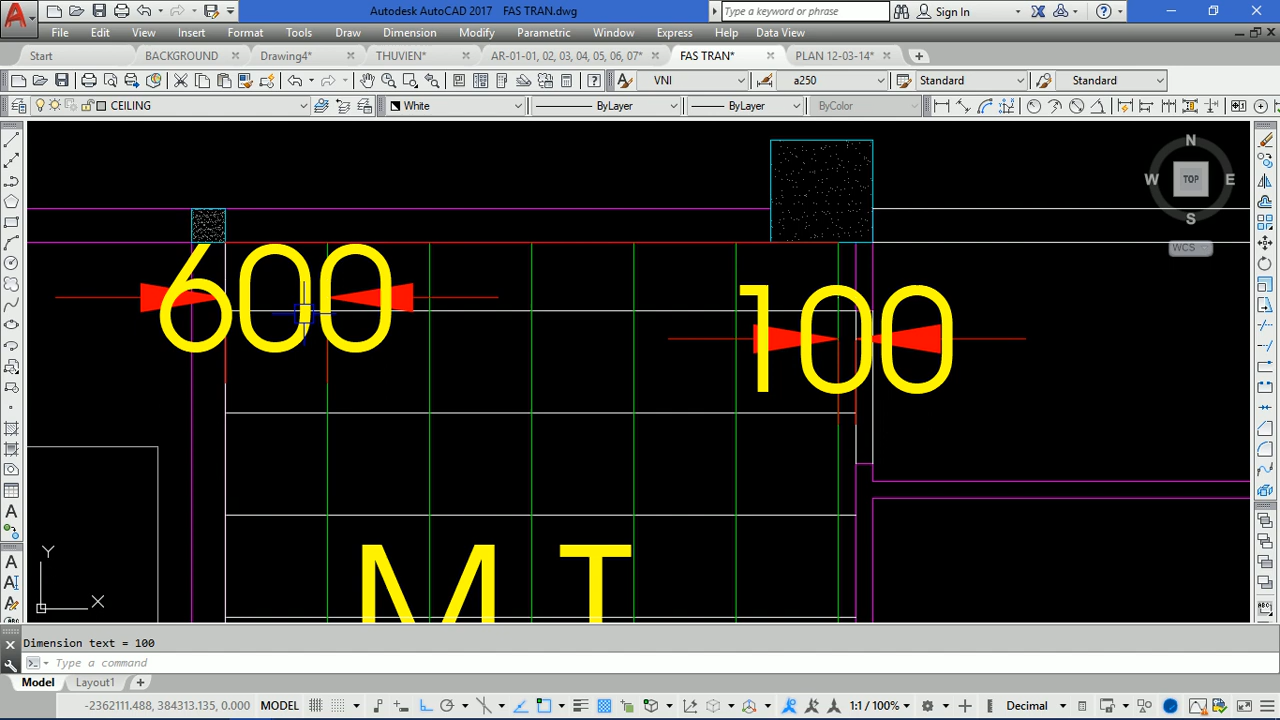 Autodesk AutoCAD 2017 FAS TRAN.dwg
Type a keyword or phrase
Sign In
File Edit View Insert Format Tools Draw Dimension Modify Parametric Window Express Help Data View
Start BACKGROUND Drawing4* THUVIEN* AR-01-01, 02, 03, 04, 05, 06, 07* FAS TRAN* PLAN 12-03-14*
VNI a250 Standard Standard
CEILING White ByLayer ByLayer ByColor
N
W TOP E
S
WCS
600
100
M T
Y
X
Dimension text = 100
Type a command
Model Layout1
-2362111.488, 384313.135, 0.000 MODEL 1:1 / 100% Decimal